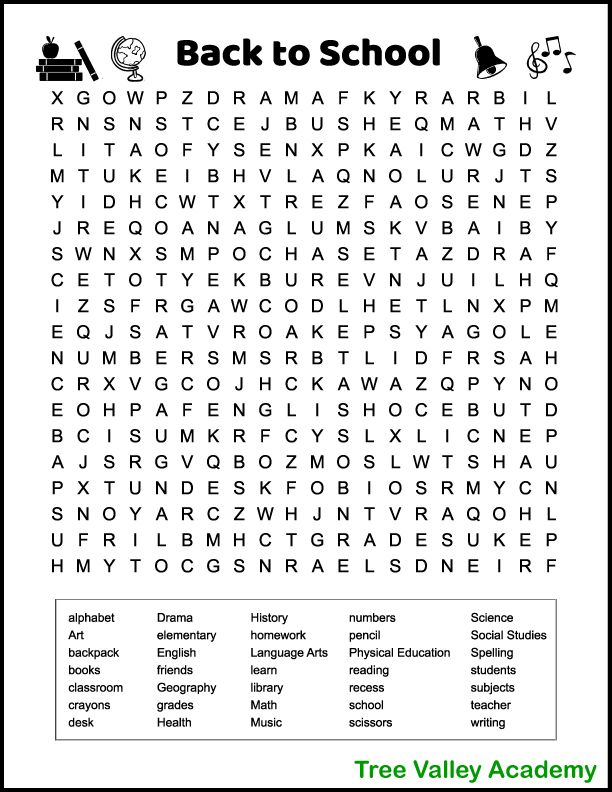 Back to School
X G O W P Z D R A M A F K Y R A R B I L
R N S N S T C E J B U S H E Q M A T H V
L I T A O F Y S E N X P K A I C W G D Z
M T U K E I B H V L A Q N O L U R J T S
Y I D H C W T X T R E Z F A O S E N E P
J R E Q O A N A G L U M S K V B A I B Y
S W N X S M P O C H A S E T A Z D R A F
C E T O T Y E K B U R E V N J U I L H Q
I Z S F R G A W C O D L H E T L N X P M
E Q J S A T V R O A K E P S Y A G O L E
N U M B E R S M S R B T L I D F R S A H
C R X V G C O J H C K A W A Z Q P Y N O
E O H P A F E N G L I S H O C E B U T D
B C I S U M K R F C Y S L X L I C N E P
A J S R G V Q B O Z M O S L W T S H A U
P X T U N D E S K F O B I O S R M Y C N
S N O Y A R C Z W H J N T V R A Q O H L
U F R I L B M H C T G R A D E S U K E P
H M Y T O C G S N R A E L S D N E I R F
alphabet Drama History numbers Science
Art elementary homework pencil Social Studies
backpack English Language Arts Physical Education Spelling
books friends learn reading students
classroom Geography library recess subjects
crayons grades Math school teacher
desk Health Music scissors writing
Tree Valley Academy